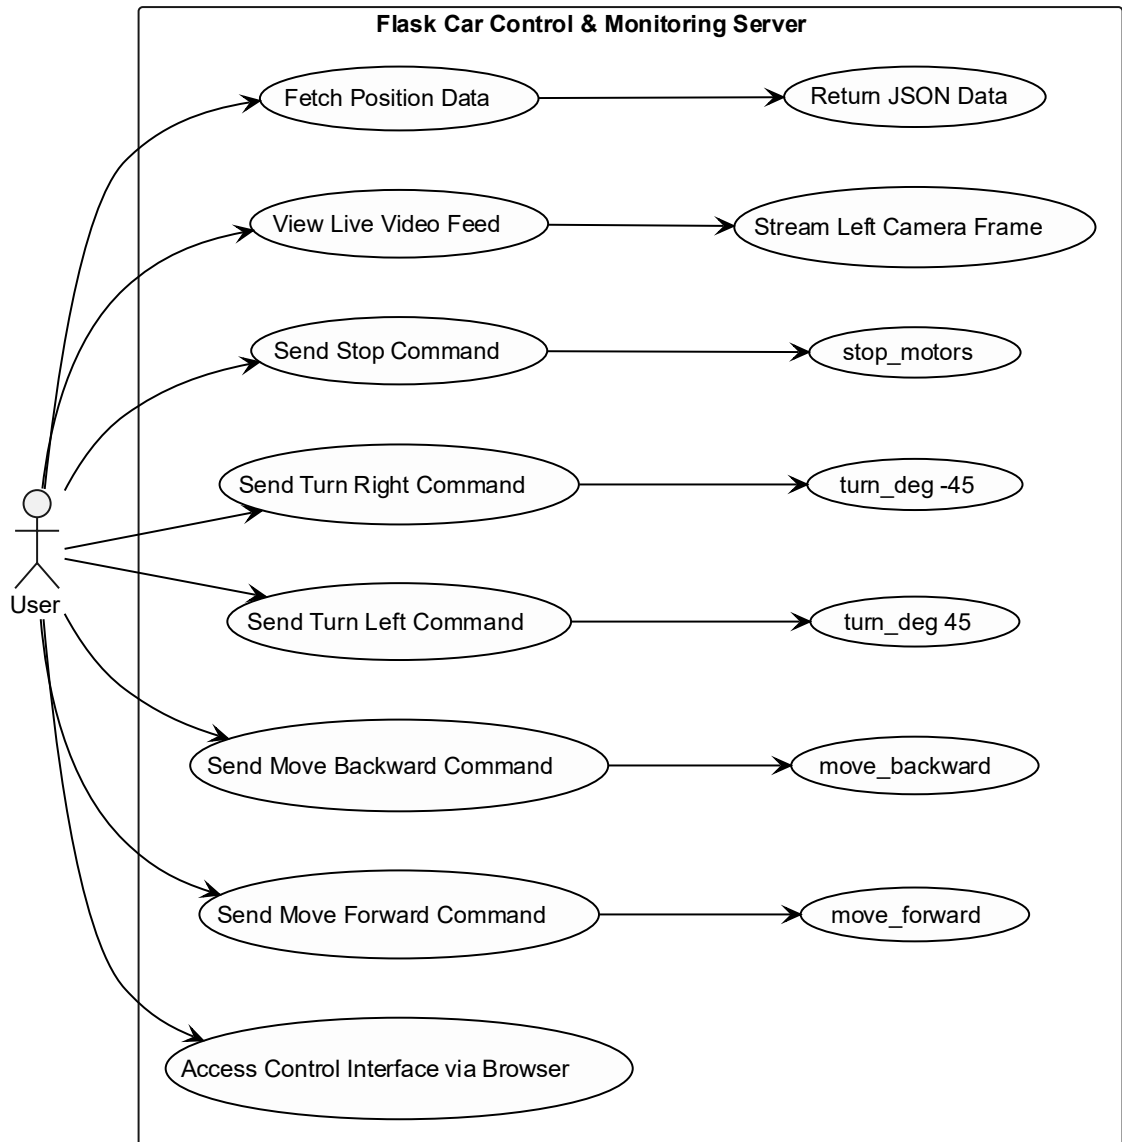 Flask Car Control & Monitoring Server
Fetch Position Data
Return JSON Data
View Live Video Feed
Stream Left Camera Frame
Send Stop Command
stop_motors
Send Turn Right Command
turn_deg -45
User
Send Turn Left Command
turn_deg 45
Send Move Backward Command
move_backward
Send Move Forward Command
move_forward
Access Control Interface via Browser